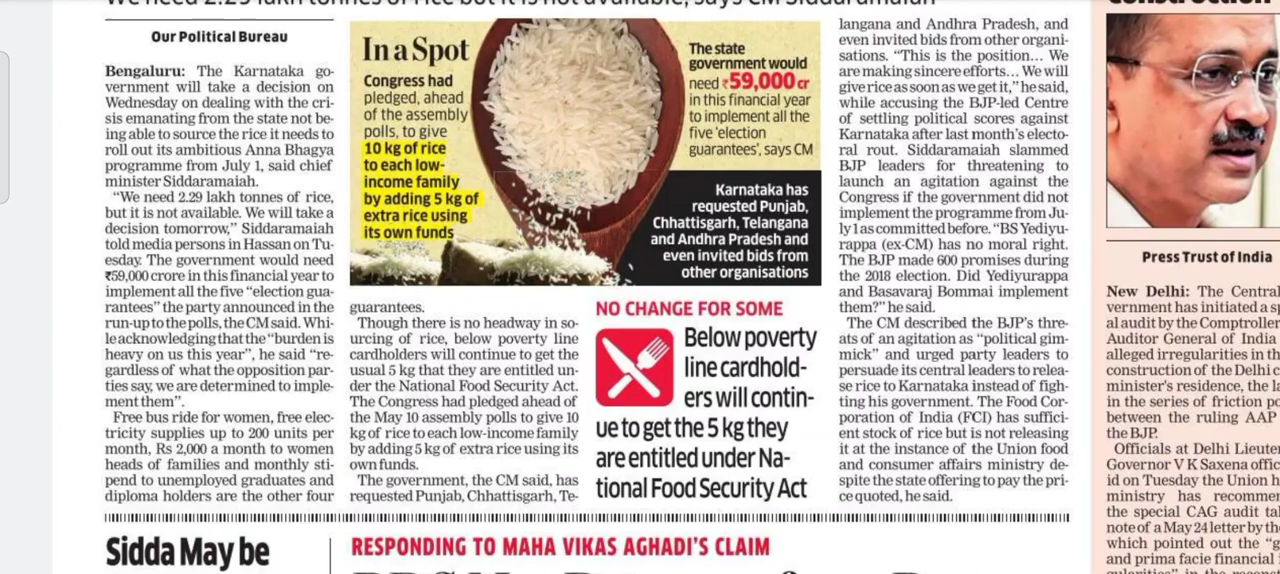 We need 2.29 lakh tonnes of rice but it is not available, says CM Siddaramaiah
Our Political Bureau
Bengaluru: The Karnataka go-
vernment will take a decision on
Wednesday on dealing with the cri-
sis emanating from the state not be-
ing able to source the rice it needs to
roll out its ambitious Anna Bhagya
programme from July 1, said chief
minister Siddaramaiah.
“We need 2.29 lakh tonnes of rice,
but it is not available. We will take a
decision tomorrow,” Siddaramaiah
told media persons in Hassan on Tu-
esday. The government would need
₹59,000 crore in this financial year to
implement all the five “election gua-
rantees” the party announced in the
run-up to the polls, the CM said. Whi-
le acknowledging that the “burden is
heavy on us this year”, he said “re-
gardless of what the opposition par-
ties say, we are determined to imple-
ment them”.
Free bus ride for women, free elec-
tricity supplies up to 200 units per
month, Rs 2,000 a month to women
heads of families and monthly sti-
pend to unemployed graduates and
diploma holders are the other four
In a Spot
Congress had
pledged, ahead
of the assembly
polls, to give
10 kg of rice
to each low-
income family
by adding 5 kg of
extra rice using
its own funds
The state
government would
need ₹59,000 cr
in this financial year
to implement all the
five ‘election
guarantees’, says CM
Karnataka has
requested Punjab,
Chhattisgarh, Telangana
and Andhra Pradesh and
even invited bids from
other organisations
guarantees.
Though there is no headway in so-
urcing of rice, below poverty line
cardholders will continue to get the
usual 5 kg that they are entitled un-
der the National Food Security Act.
The Congress had pledged ahead of
the May 10 assembly polls to give 10
kg of rice to each low-income family
by adding 5 kg of extra rice using its
own funds.
The government, the CM said, has
requested Punjab, Chhattisgarh, Te-
NO CHANGE FOR SOME
Below poverty
line cardhold-
ers will contin-
ue to get the 5 kg they
are entitled under Na-
tional Food Security Act
langana and Andhra Pradesh, and
even invited bids from other organi-
sations. “This is the position... We
are making sincere efforts... We will
give rice as soon as we get it,” he said,
while accusing the BJP-led Centre
of settling political scores against
Karnataka after last month’s electo-
ral rout. Siddaramaiah slammed
BJP leaders for threatening to
launch an agitation against the
Congress if the government did not
implement the programme from Ju-
ly 1 as committed before. “BS Yediyu-
rappa (ex-CM) has no moral right.
The BJP made 600 promises during
the 2018 election. Did Yediyurappa
and Basavaraj Bommai implement
them?” he said.
The CM described the BJP’s thre-
ats of an agitation as “political gim-
mick” and urged party leaders to
persuade its central leaders to relea-
se rice to Karnataka instead of figh-
ting his government. The Food Cor-
poration of India (FCI) has suffici-
ent stock of rice but is not releasing
it at the instance of the Union food
and consumer affairs ministry de-
spite the state offering to pay the pri-
ce quoted, he said.
Construction
Press Trust of India
New Delhi: The Central
vernment has initiated a sp
al audit by the Comptroller
Auditor General of India
alleged irregularities in th
construction of the Delhi c
minister's residence, the la
in the series of friction po
between the ruling AAP
the BJP.
Officials at Delhi Lieute
Governor V K Saxena offic
id on Tuesday the Union h
ministry has recommen
the special CAG audit tal
note of a May 24 letter by the
which pointed out the “g
and prima facie financial i
Sidda May be
RESPONDING TO MAHA VIKAS AGHADI’S CLAIM